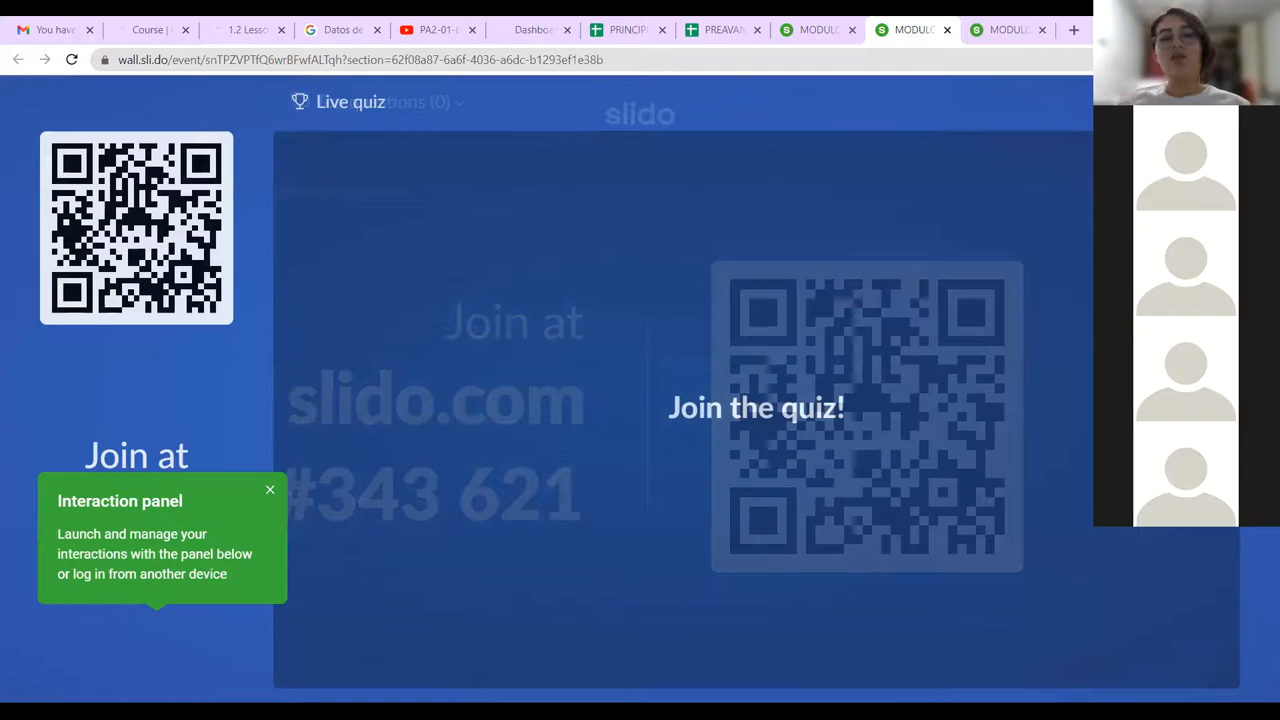 You have
Course |
1.2 Lesso
Datos de
PA2-01-
Dashboa
PRINCIPI
PREAVAN
MODULO
MODULO
MODULO
wall.sli.do/event/snTPZVPTfQ6wrBFwfALTqh?section=62f08a87-6a6f-4036-a6dc-b1293ef1e38b
Live quiz
(0)
slido
Join at
slido.com
#343 621
Join the quiz!
Join at
Interaction panel
Launch and manage your
interactions with the panel below
or log in from another device